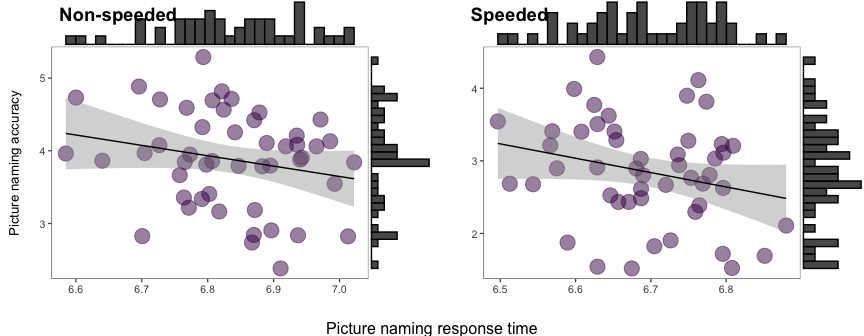 Non-speeded
Speeded
Picture naming accuracy
5
4
3
6.6 6.7 6.8 6.9 7.0
4
3
2
6.5 6.6 6.7 6.8
Picture naming response time